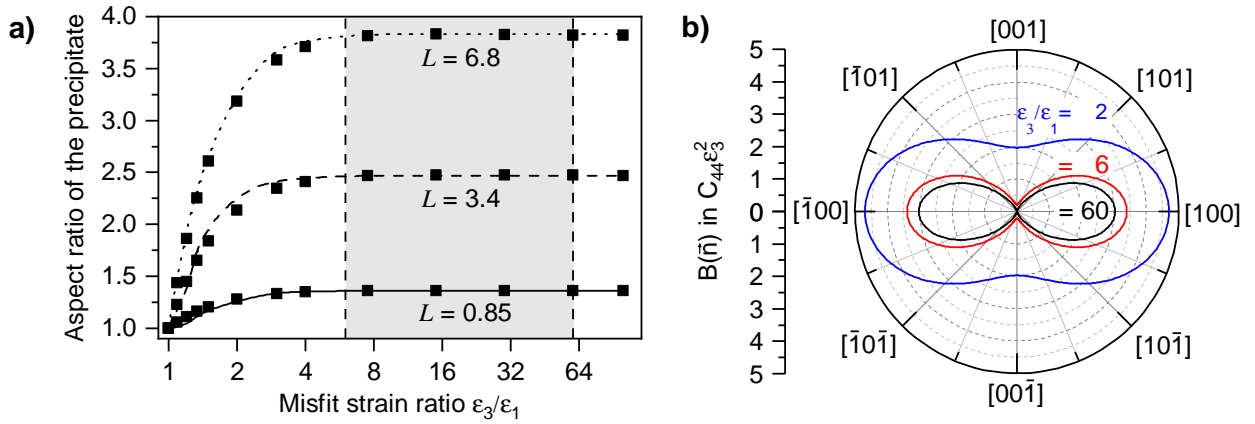 a)
Aspect ratio of the precipitate
4.0
3.5
3.0
2.5
2.0
1.5
1.0
L = 6.8
L = 3.4
L = 0.85
1 2 4 8 16 32 64
Misfit strain ratio ε₃/ε₁
b)
B(n⃗) in C₄₄ε₃²
5
4
3
2
1
0
1
2
3
4
5
[001]
[1̄01]
[101]
ε₃/ε₁ = 2
= 6
[1̄00]
= 60
[100]
[1̄01̄]
[101̄]
[001̄]